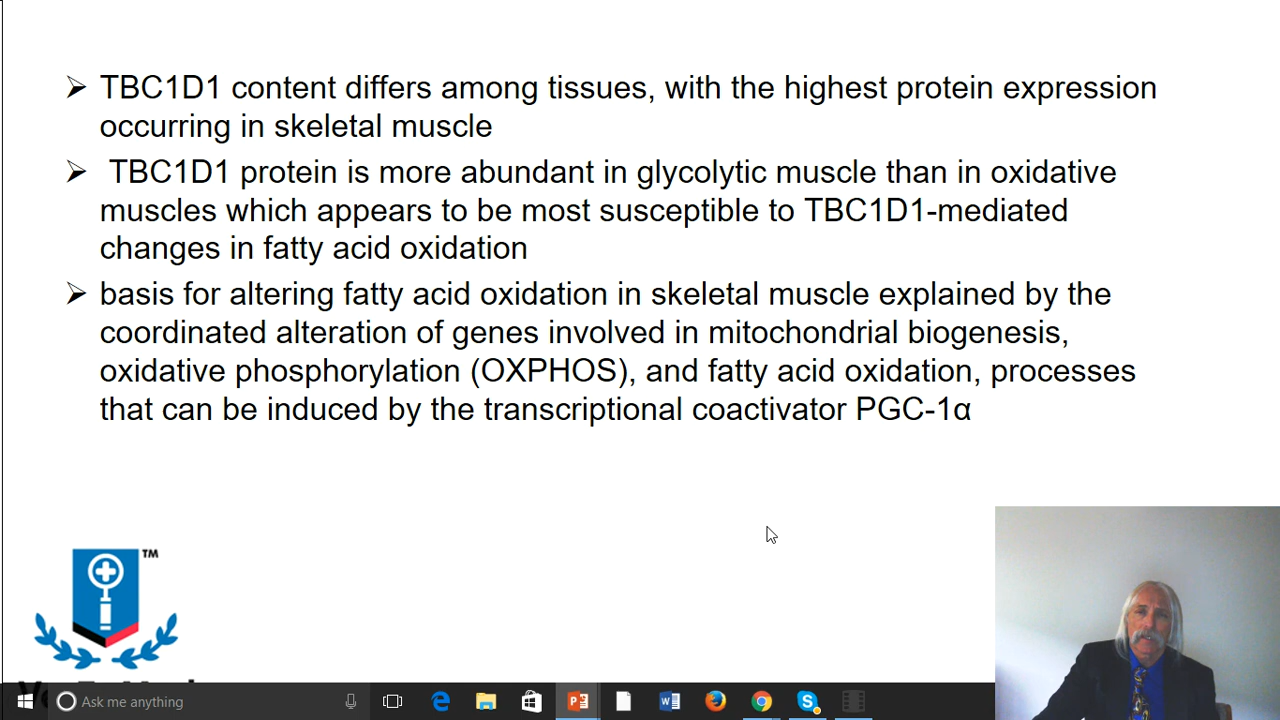 TBC1D1 content differs among tissues, with the highest protein expression
occurring in skeletal muscle
TBC1D1 protein is more abundant in glycolytic muscle than in oxidative
muscles which appears to be most susceptible to TBC1D1-mediated
changes in fatty acid oxidation
basis for altering fatty acid oxidation in skeletal muscle explained by the
coordinated alteration of genes involved in mitochondrial biogenesis,
oxidative phosphorylation (OXPHOS), and fatty acid oxidation, processes
that can be induced by the transcriptional coactivator PGC-1α
TM
Ask me anything